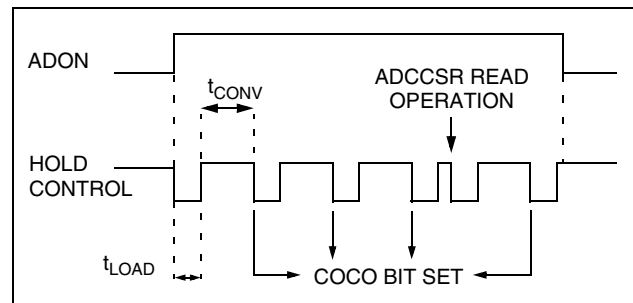 ADON
ADCCSR READ
OPERATION
tCONV
HOLD
CONTROL
tLOAD
COCO BIT SET